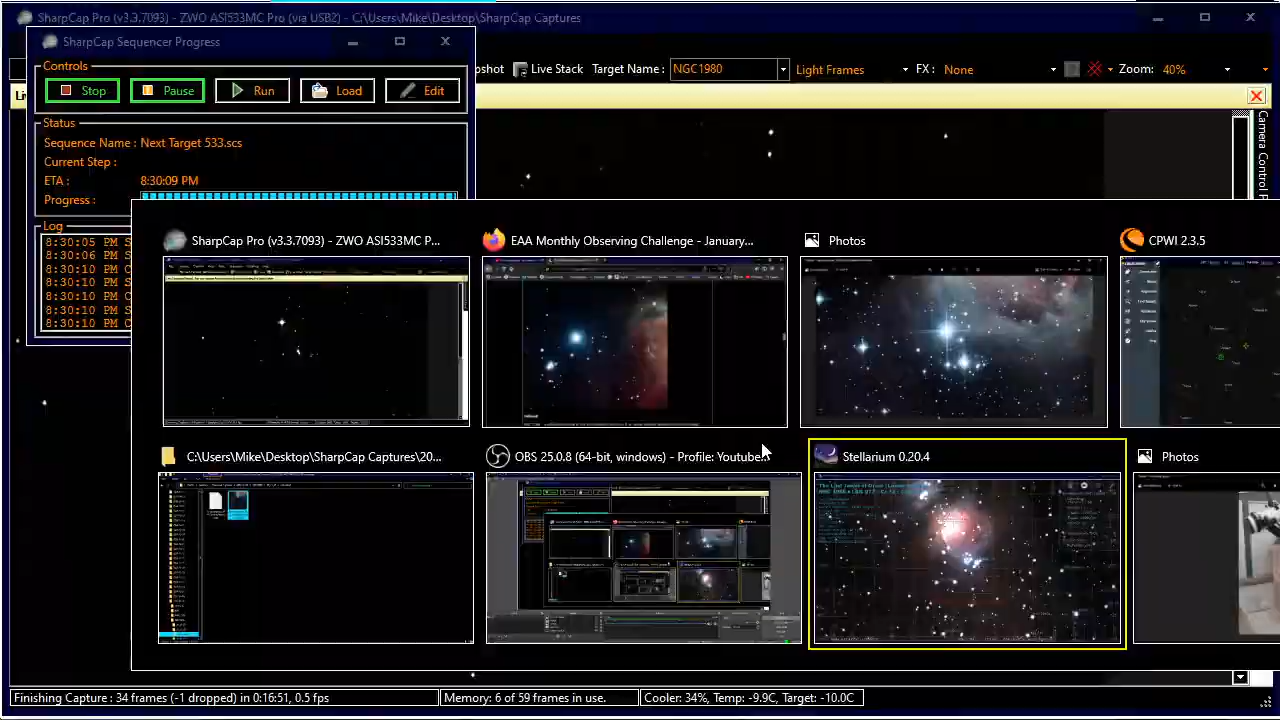 SharpCap Pro (v3.3.7093) - ZWO ASI533MC Pro (via USB2) - C:\Users\Mike\Desktop\SharpCap Captures
SharpCap Sequencer Progress
Controls
Stop Pause Run Load Edit
pshot Live Stack Target Name : NGC1980 Light Frames FX : None Zoom: 40%
Camera Control P
Status
Sequence Name : Next Target 533.scs
Current Step :
ETA : 8:30:09 PM
Progress :
Log
8:30:05 PM S
8:30:06 PM S
8:30:10 PM C
8:30:10 PM C
8:30:10 PM C
8:30:10 PM S
8:30:10 PM C
SharpCap Pro (v3.3.7093) - ZWO ASI533MC P...
EAA Monthly Observing Challenge - January...
Photos
CPWI 2.3.5
C:\Users\Mike\Desktop\SharpCap Captures\20...
OBS 25.0.8 (64-bit, windows) - Profile: Youtube...
Stellarium 0.20.4
Photos
Finishing Capture : 34 frames (-1 dropped) in 0:16:51, 0.5 fps Memory: 6 of 59 frames in use. Cooler: 34%, Temp: -9.9C, Target: -10.0C